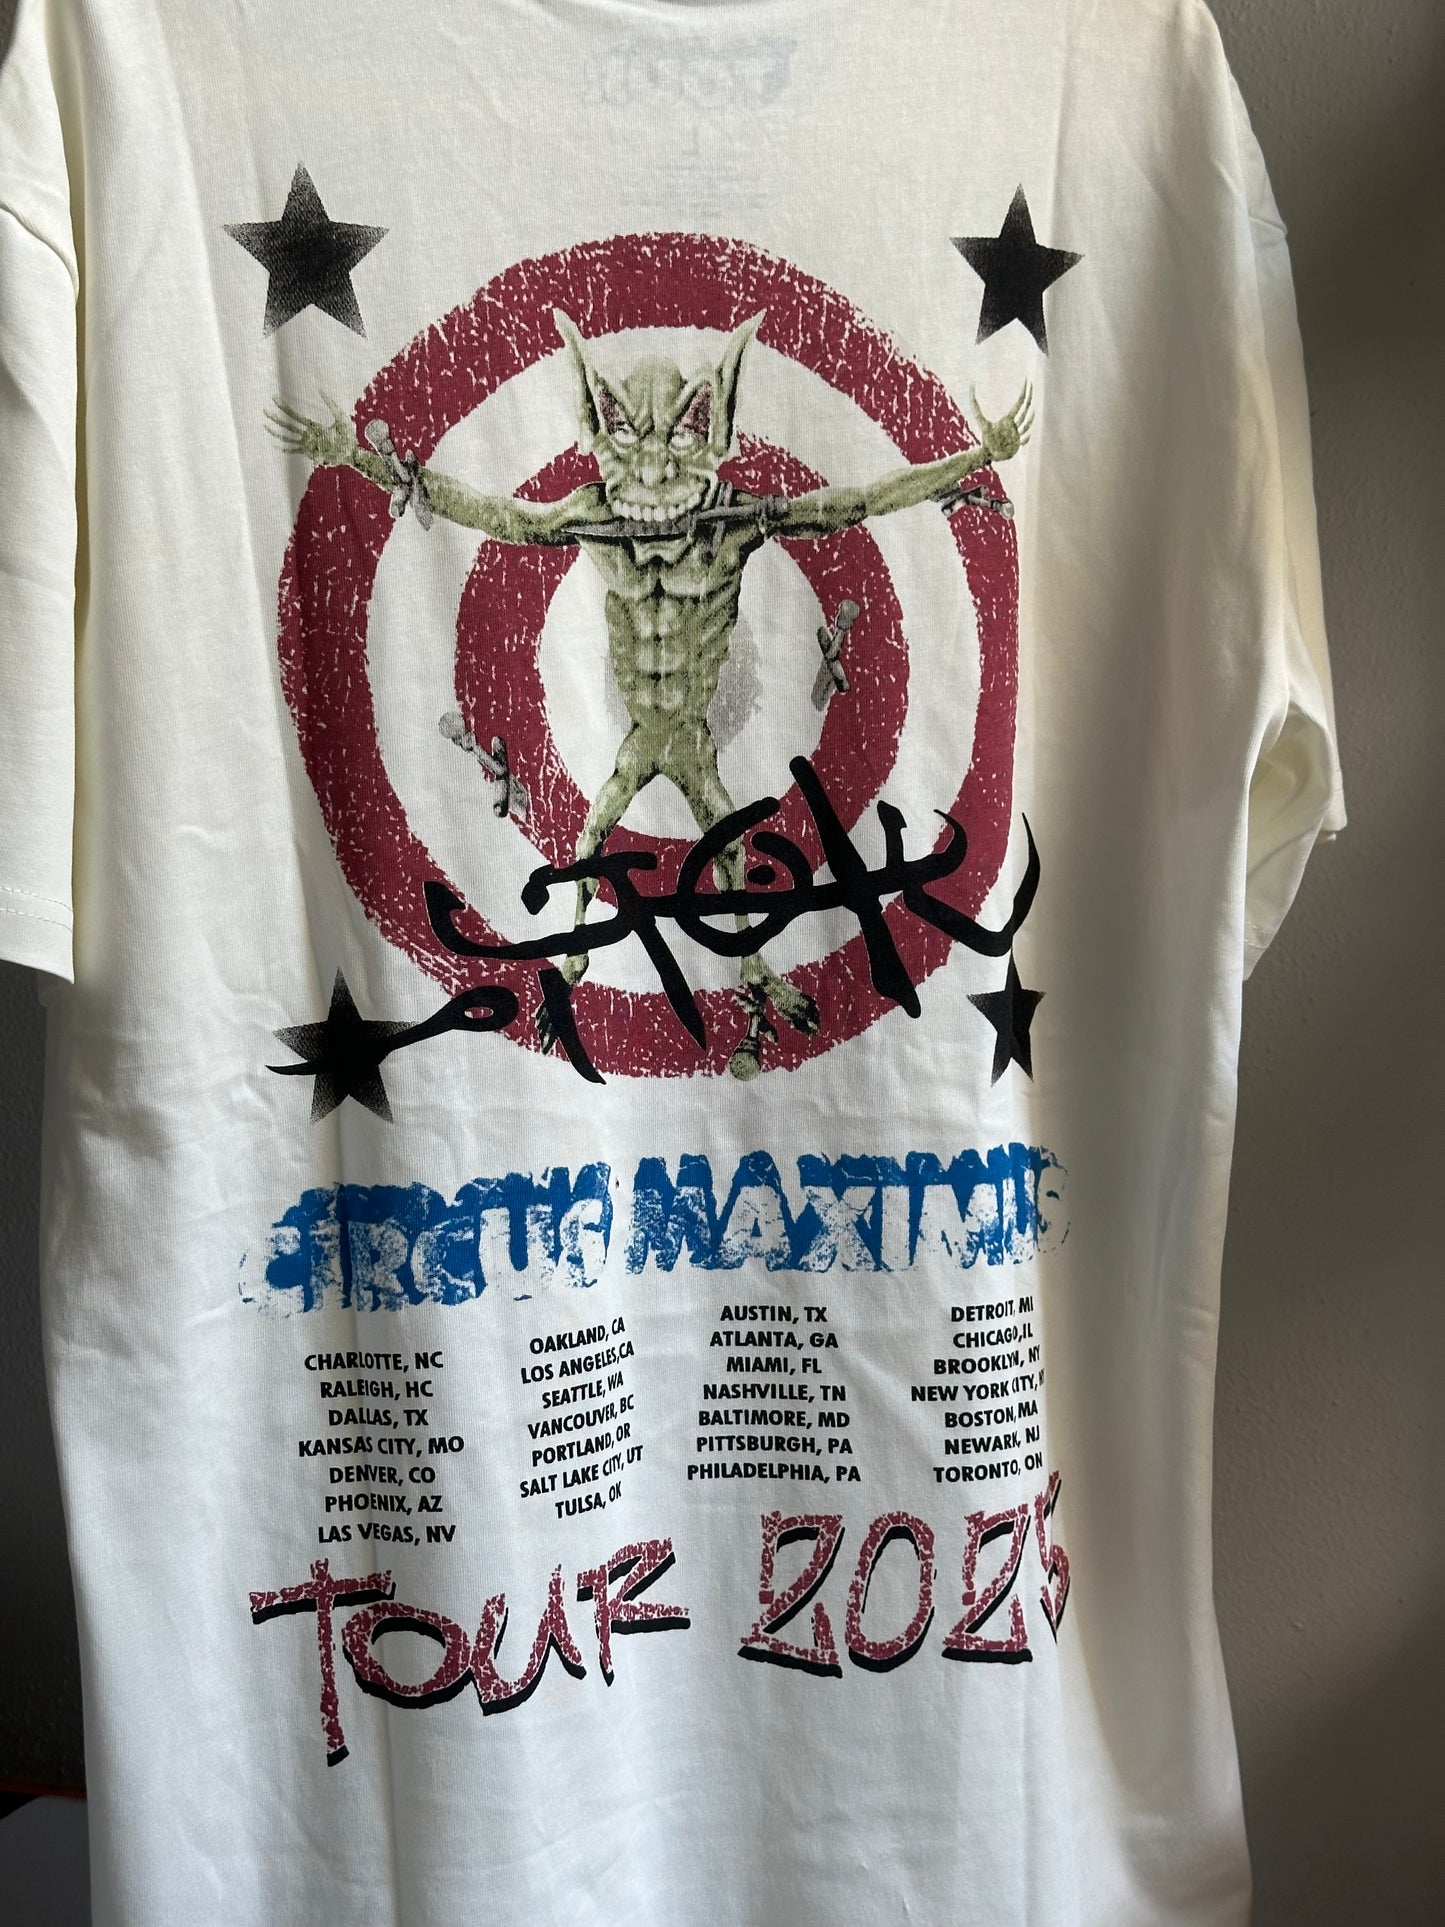 CIRCUS MAXIMUS
CHARLOTTE, NC
RALEIGH, HC
DALLAS, TX
KANSAS CITY, MO
DENVER, CO
PHOENIX, AZ
LAS VEGAS, NV
OAKLAND, CA
LOS ANGELES,CA
SEATTLE, WA
VANCOUVER, BC
PORTLAND, OR
SALT LAKE CITY, UT
TULSA, OK
AUSTIN, TX
ATLANTA, GA
MIAMI, FL
NASHVILLE, TN
BALTIMORE, MD
PITTSBURGH, PA
PHILADELPHIA, PA
DETROIT, MI
CHICAGO,IL
BROOKLYN, NY
NEW YORK CITY, NY
BOSTON, MA
NEWARK, NJ
TORONTO, ON
TOUR 2025